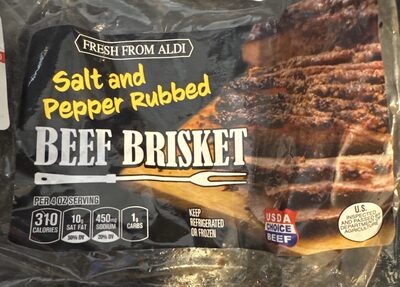 FRESH FROM ALDI
Salt and
Pepper Rubbed
BEEF BRISKET
PER 4 OZ SERVING
310
CALORIES
10g
SAT FAT
50% DV
450mg
SODIUM
20% DV
1g
CARBS
KEEP
REFRIGERATED
OR FROZEN
USDA
CHOICE
BEEF
U.S.
INSPECTED
AND PASSED BY
DEPARTMENT OF
AGRICULTURE